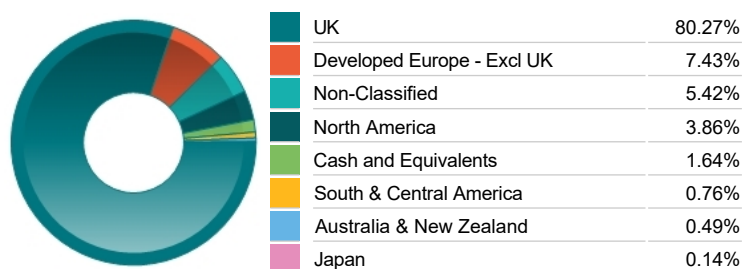 UK 80.27%
Developed Europe - Excl UK 7.43%
Non-Classified 5.42%
North America 3.86%
Cash and Equivalents 1.64%
South & Central America 0.76%
Australia & New Zealand 0.49%
Japan 0.14%